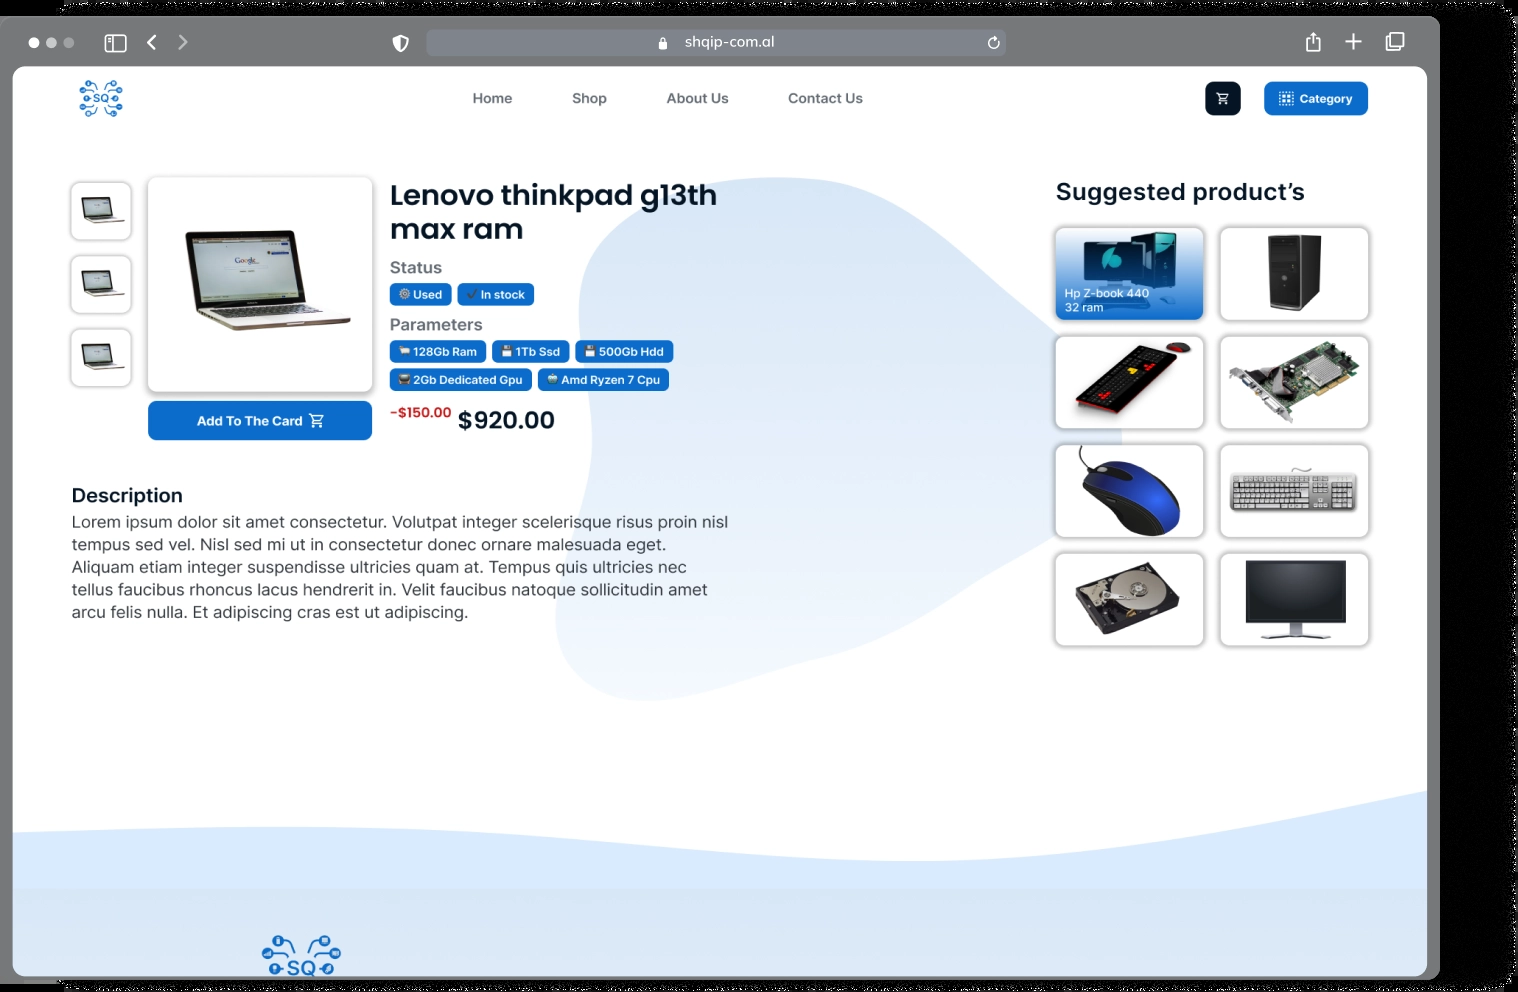 shqip-com.al
SQ
Home
Shop
About Us
Contact Us
Category
Lenovo thinkpad g13th
max ram
Status
Used
In stock
Parameters
128Gb Ram
1Tb Ssd
500Gb Hdd
2Gb Dedicated Gpu
Amd Ryzen 7 Cpu
-$150.00
$920.00
Google
Add To The Card
Description
Lorem ipsum dolor sit amet consectetur. Volutpat integer scelerisque risus proin nisl
tempus sed vel. Nisl sed mi ut in consectetur donec ornare malesuada eget.
Aliquam etiam integer suspendisse ultricies quam at. Tempus quis ultricies nec
tellus faucibus rhoncus lacus hendrerit in. Velit faucibus natoque sollicitudin amet
arcu felis nulla. Et adipiscing cras est ut adipiscing.
Suggested product’s
Hp Z-book 440
32 ram
SQ